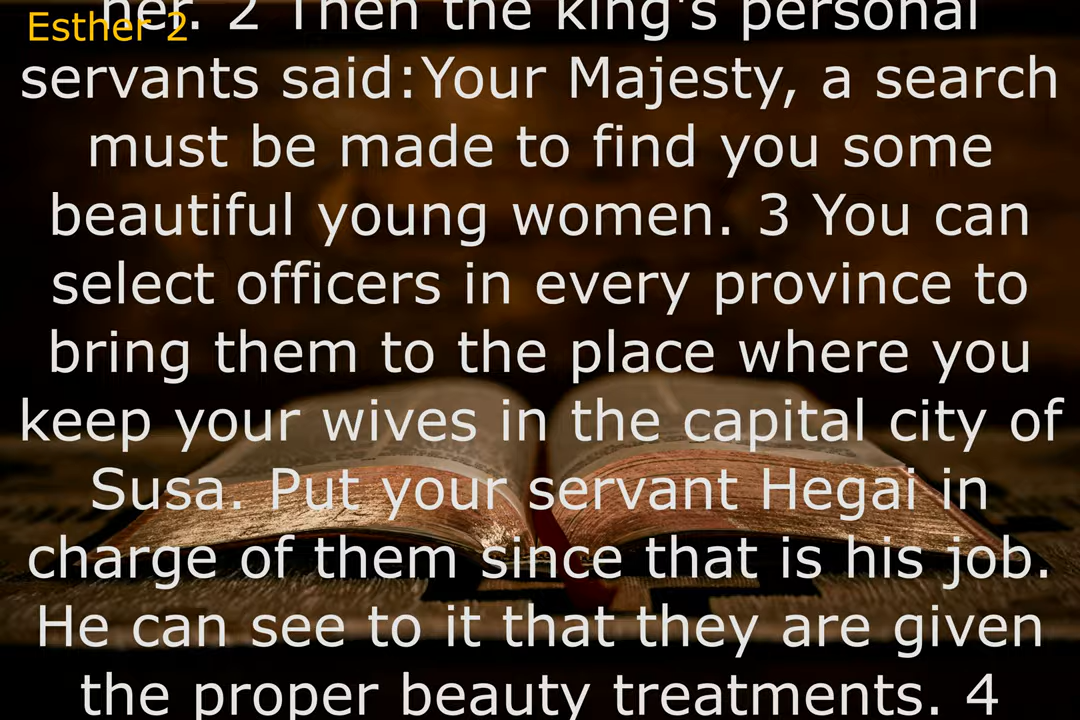 her. 2 Then the king's personal
Esther 2
servants said:Your Majesty, a search
must be made to find you some
beautiful young women. 3 You can
select officers in every province to
bring them to the place where you
keep your wives in the capital city of
Susa. Put your servant Hegai in
charge of them since that is his job.
He can see to it that they are given
the proper beauty treatments. 4